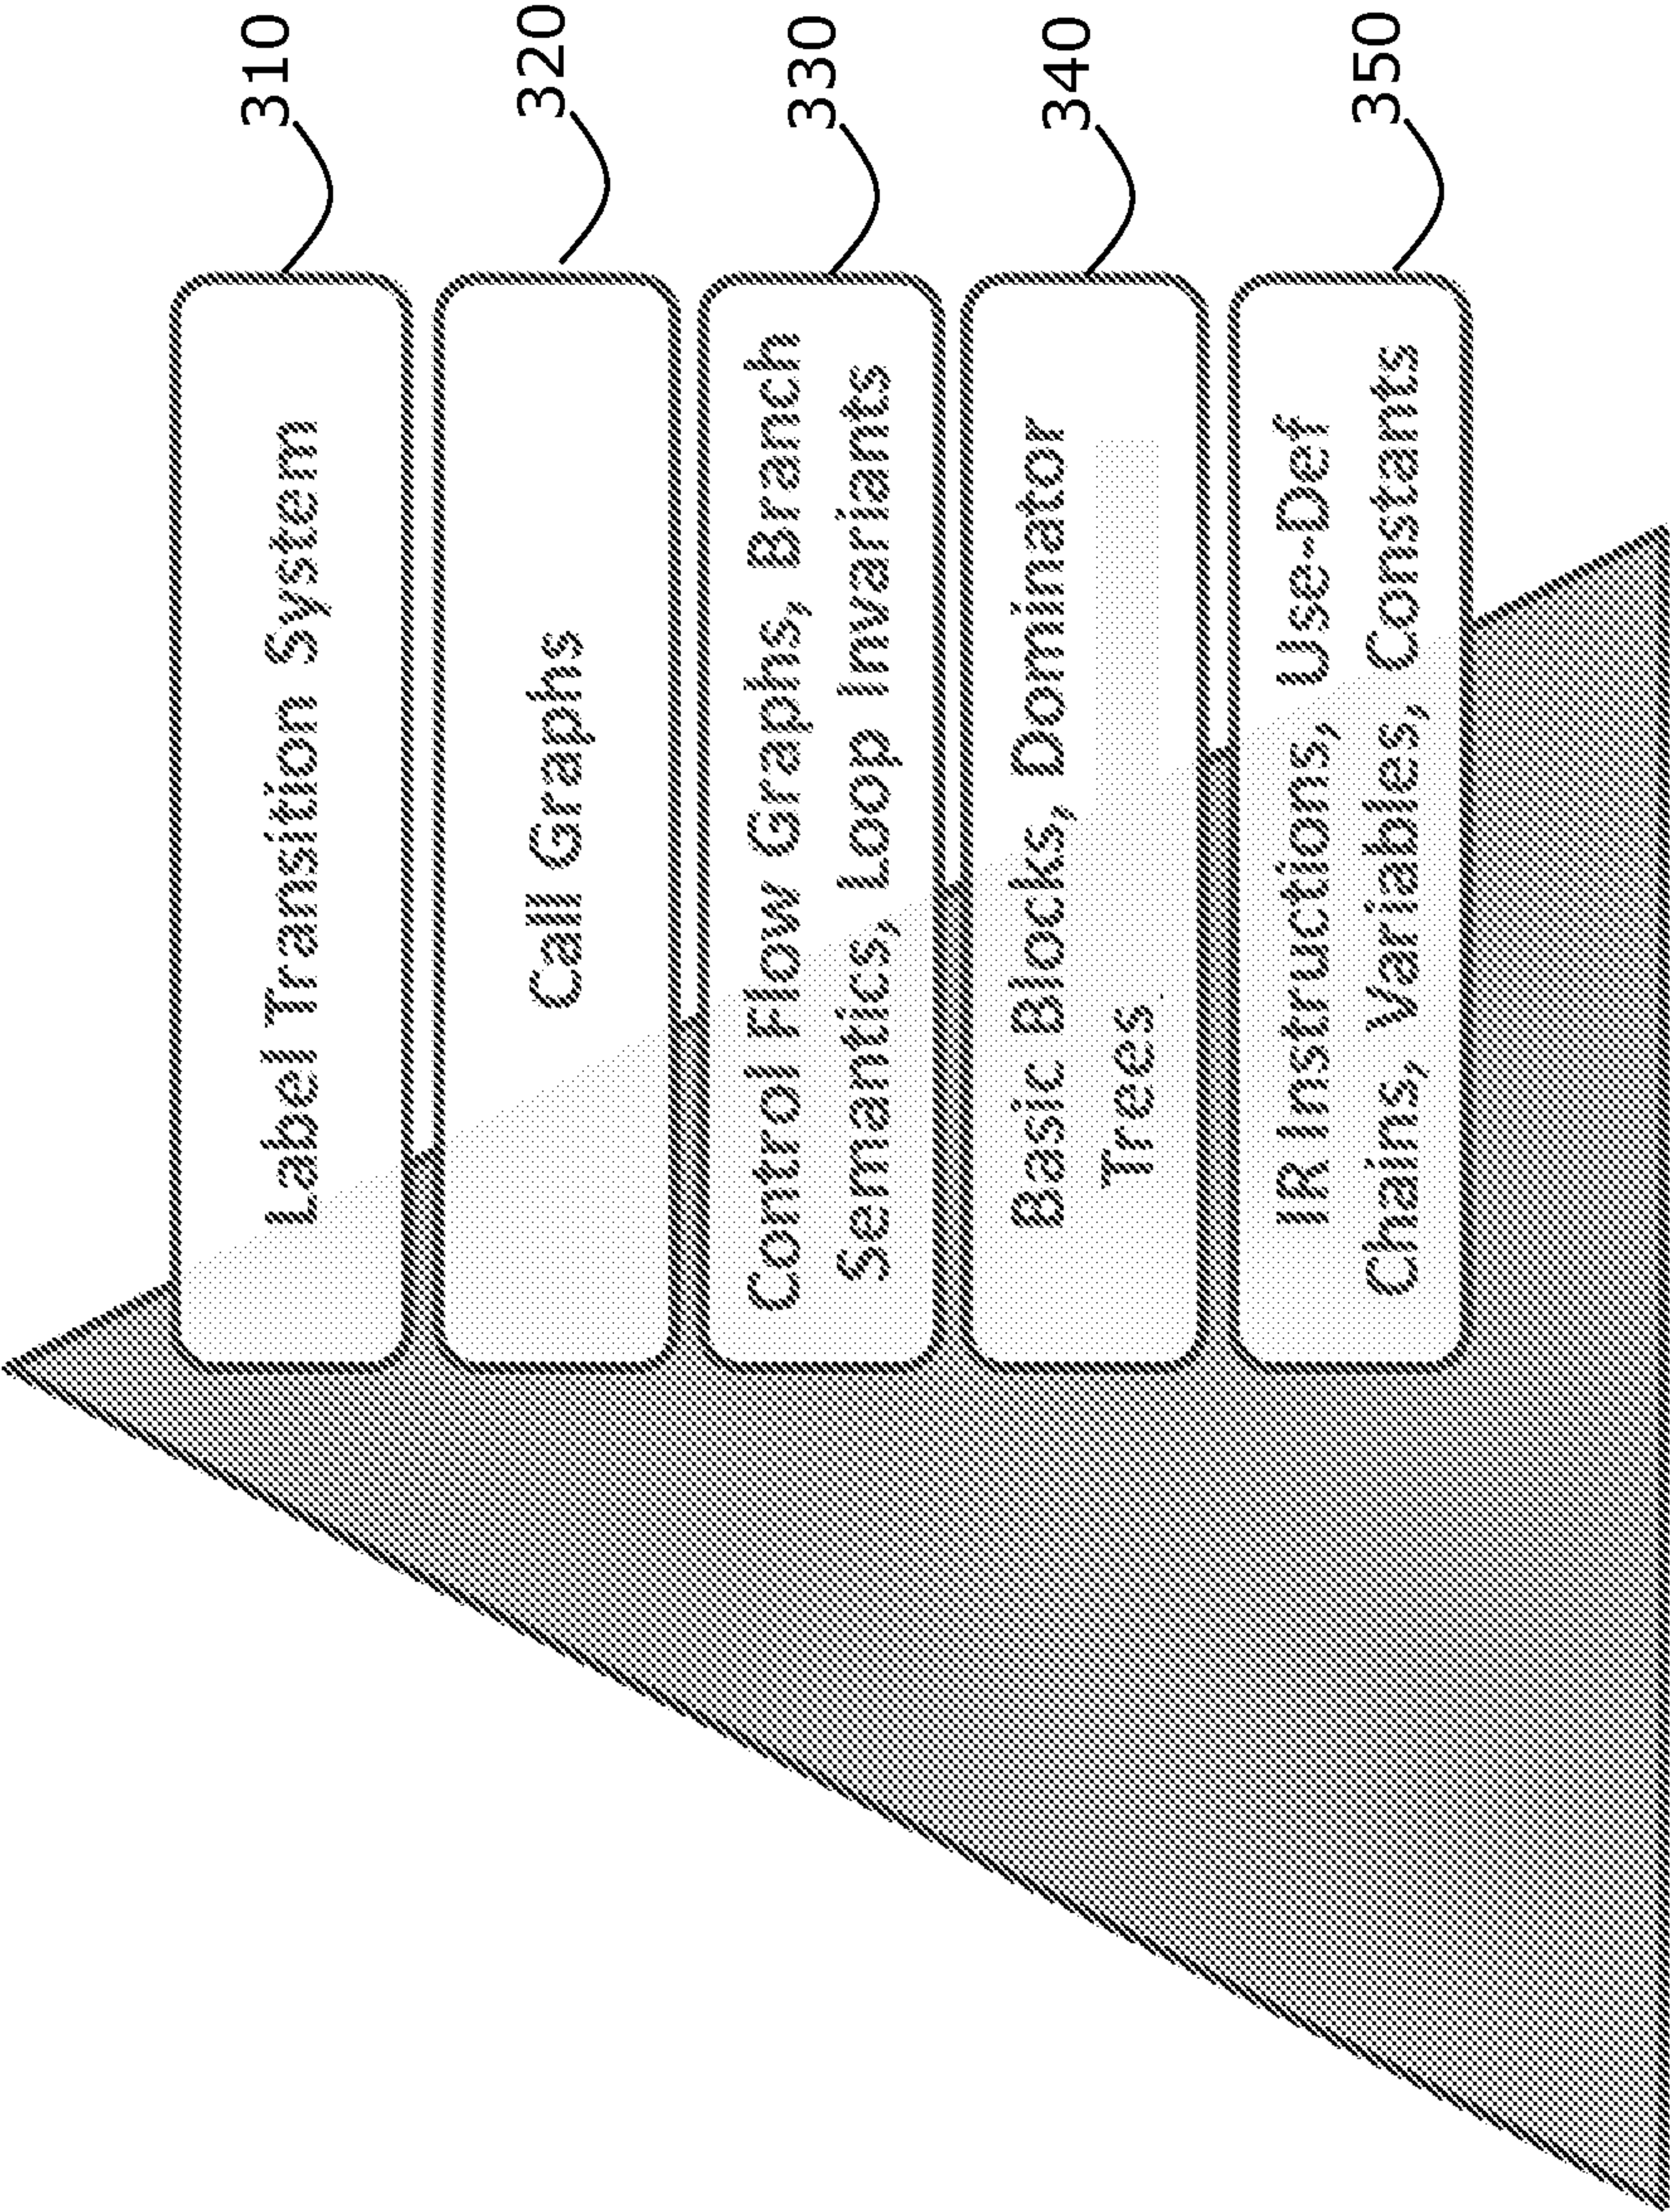 Label Transition System
310
Call Graphs
320
Control Flow Graphs, Branch
Semantics, Loop Invariants
330
Basic Blocks, Dominator
Trees
340
IR Instructions, Use-Def
Chains, Variables, Constants
350